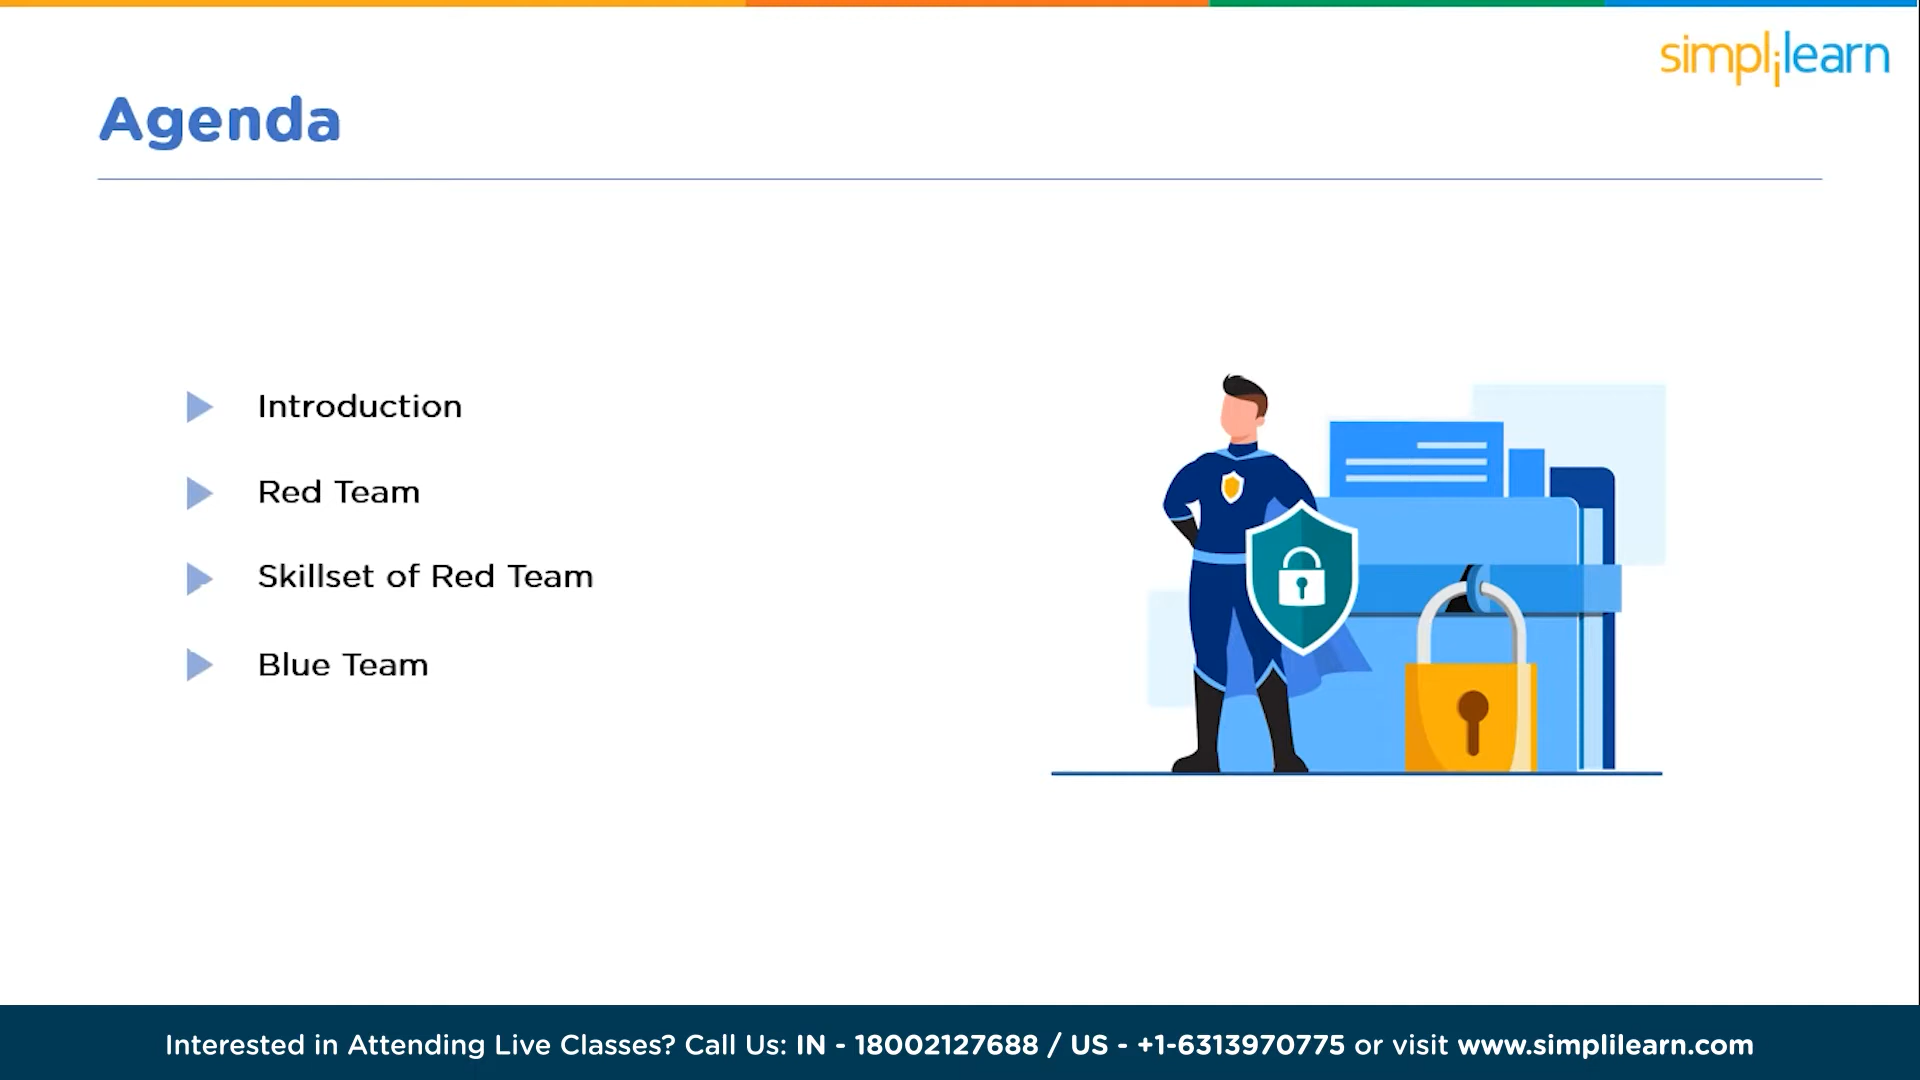 simplilearn
Agenda
Introduction
Red Team
Skillset of Red Team
Blue Team
Interested in Attending Live Classes? Call Us: IN - 18002127688 / US - +1-6313970775 or visit www.simplilearn.com